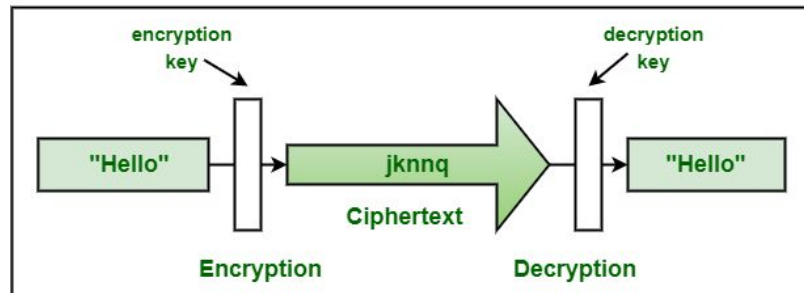 encryption
key
decryption
key
"Hello"
jknnq
"Hello"
Ciphertext
Encryption
Decryption